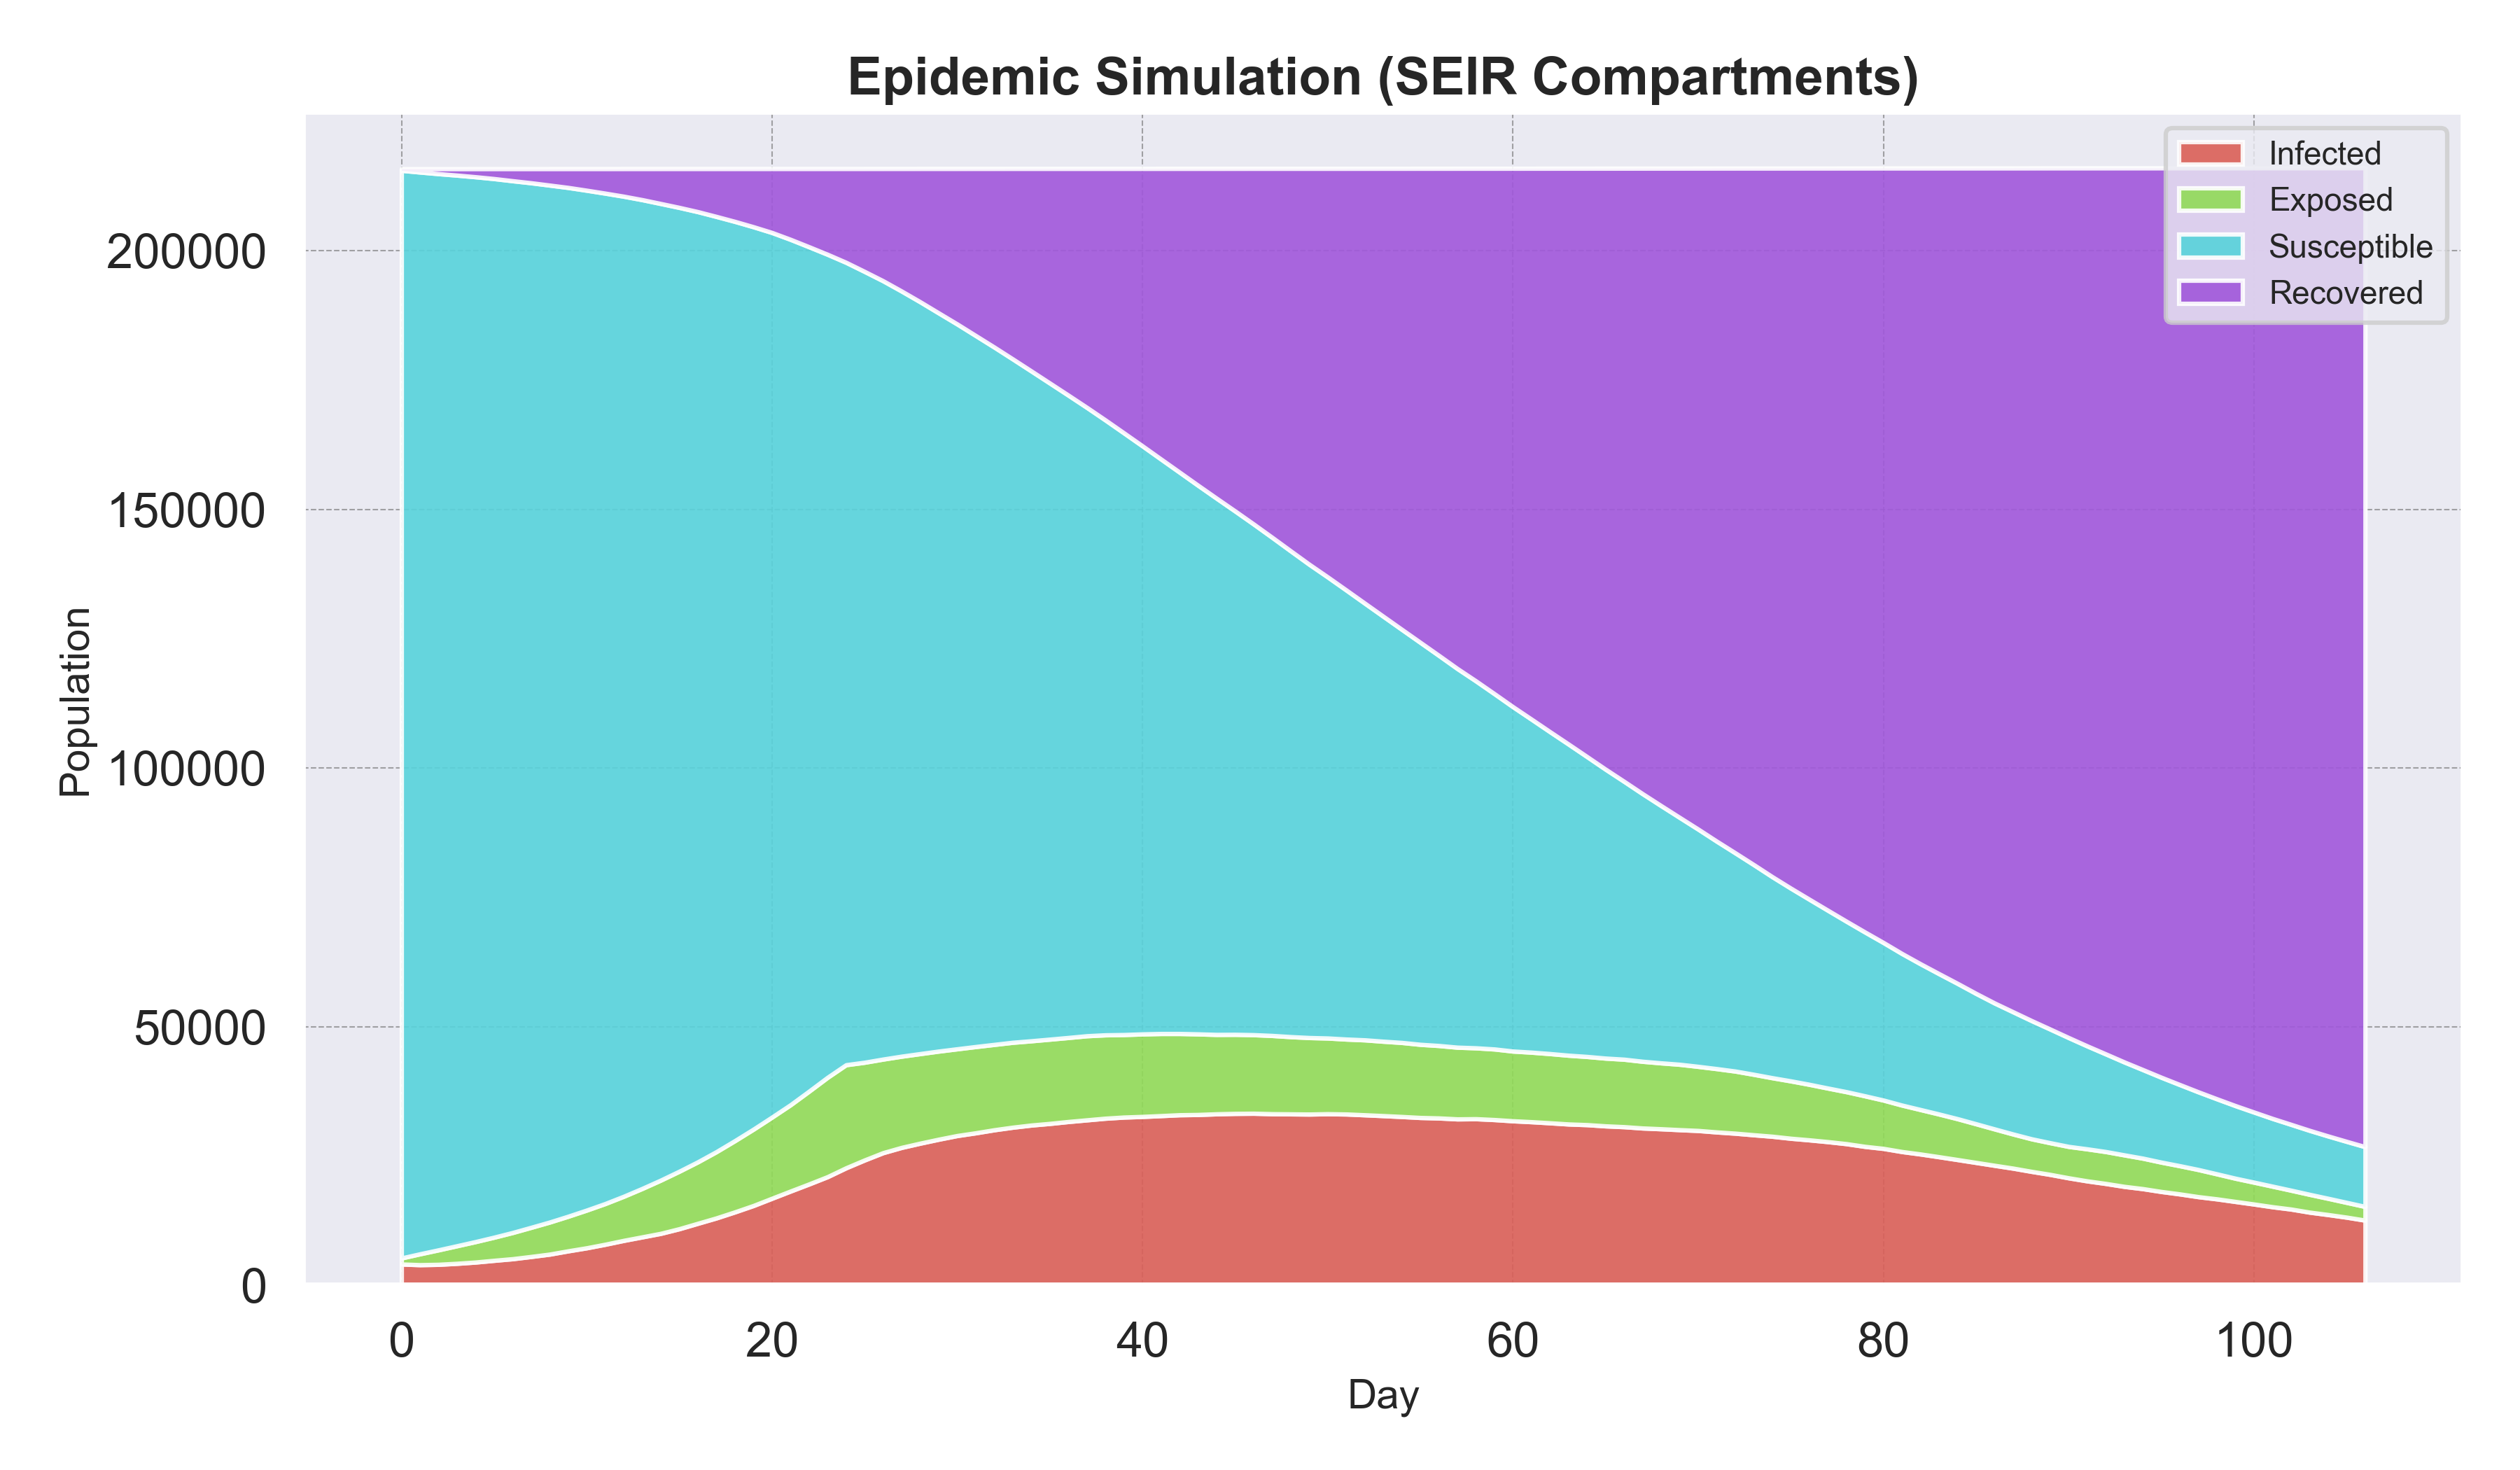 Epidemic Simulation (SEIR Compartments)
Infected
Exposed
Susceptible
Recovered
Population
200000
150000
100000
50000
0
0 20 40 60 80 100
Day